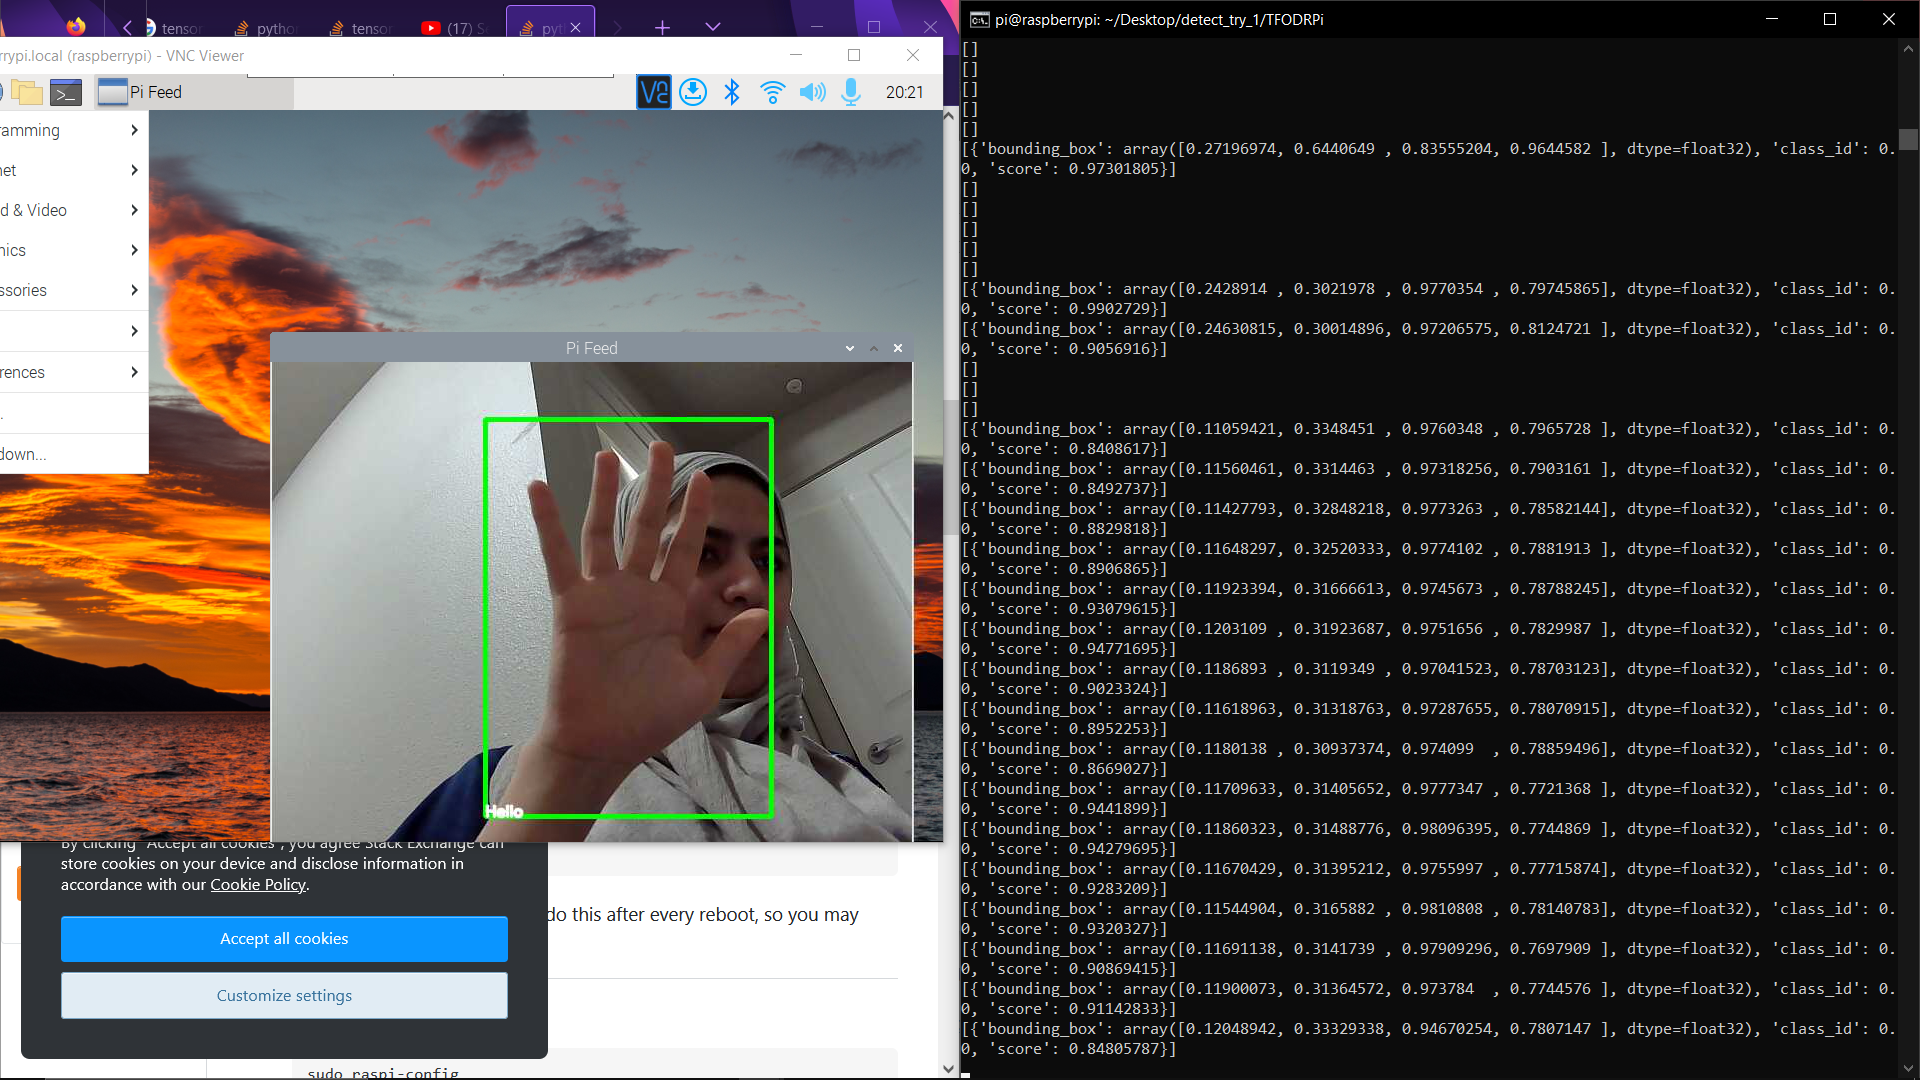 tensor
pytho
tensor
(17) S
pyt
rrypi.local (raspberrypi) - VNC Viewer
Pi Feed
20:21
ramming
net
d & Video
nics
ssories
rences
down...
Pi Feed
Hello
By clicking "Accept all cookies", you agree Stack Exchange can
store cookies on your device and disclose information in
accordance with our Cookie Policy.
Accept all cookies
Customize settings
do this after every reboot, so you may
sudo raspi-config
pi@raspberrypi: ~/Desktop/detect_try_1/TFODRPi
[]
[]
[]
[]
[]
[{'bounding_box': array([0.27196974, 0.6440649 , 0.83555204, 0.9644582 ], dtype=float32), 'class_id': 0.
0, 'score': 0.97301805}]
[]
[]
[]
[]
[]
[{'bounding_box': array([0.2428914 , 0.3021978 , 0.9770354 , 0.79745865], dtype=float32), 'class_id': 0.
0, 'score': 0.9902729}]
[{'bounding_box': array([0.24630815, 0.30014896, 0.97206575, 0.8124721 ], dtype=float32), 'class_id': 0.
0, 'score': 0.9056916}]
[]
[]
[]
[{'bounding_box': array([0.11059421, 0.3348451 , 0.9760348 , 0.7965728 ], dtype=float32), 'class_id': 0.
0, 'score': 0.8408617}]
[{'bounding_box': array([0.11560461, 0.3314463 , 0.97318256, 0.7903161 ], dtype=float32), 'class_id': 0.
0, 'score': 0.8492737}]
[{'bounding_box': array([0.11427793, 0.32848218, 0.9773263 , 0.78582144], dtype=float32), 'class_id': 0.
0, 'score': 0.8829818}]
[{'bounding_box': array([0.11648297, 0.32520333, 0.9774102 , 0.7881913 ], dtype=float32), 'class_id': 0.
0, 'score': 0.8906865}]
[{'bounding_box': array([0.11923394, 0.31666613, 0.9745673 , 0.78788245], dtype=float32), 'class_id': 0.
0, 'score': 0.93079615}]
[{'bounding_box': array([0.1203109 , 0.31923687, 0.9751656 , 0.7829987 ], dtype=float32), 'class_id': 0.
0, 'score': 0.94771695}]
[{'bounding_box': array([0.1186893 , 0.3119349 , 0.97041523, 0.78703123], dtype=float32), 'class_id': 0.
0, 'score': 0.9023324}]
[{'bounding_box': array([0.11618963, 0.31318763, 0.97287655, 0.78070915], dtype=float32), 'class_id': 0.
0, 'score': 0.8952253}]
[{'bounding_box': array([0.1180138 , 0.30937374, 0.974099  , 0.78859496], dtype=float32), 'class_id': 0.
0, 'score': 0.8669027}]
[{'bounding_box': array([0.11709633, 0.31405652, 0.9777347 , 0.7721368 ], dtype=float32), 'class_id': 0.
0, 'score': 0.9441899}]
[{'bounding_box': array([0.11860323, 0.31488776, 0.98096395, 0.7744869 ], dtype=float32), 'class_id': 0.
0, 'score': 0.94279695}]
[{'bounding_box': array([0.11670429, 0.31395212, 0.9755997 , 0.77715874], dtype=float32), 'class_id': 0.
0, 'score': 0.9283209}]
[{'bounding_box': array([0.11544904, 0.3165882 , 0.9810808 , 0.78140783], dtype=float32), 'class_id': 0.
0, 'score': 0.9320327}]
[{'bounding_box': array([0.11691138, 0.3141739 , 0.97909296, 0.7697909 ], dtype=float32), 'class_id': 0.
0, 'score': 0.90869415}]
[{'bounding_box': array([0.11900073, 0.31364572, 0.973784  , 0.7744576 ], dtype=float32), 'class_id': 0.
0, 'score': 0.91142833}]
[{'bounding_box': array([0.12048942, 0.33329338, 0.94670254, 0.7807147 ], dtype=float32), 'class_id': 0.
0, 'score': 0.84805787}]